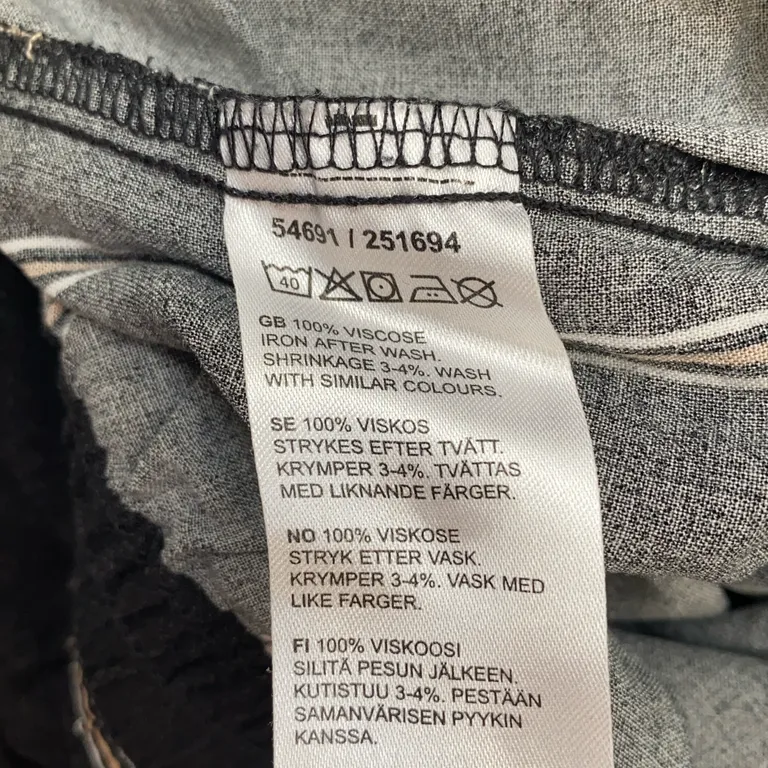 54691 / 251694
40
GB 100% VISCOSE
IRON AFTER WASH.
SHRINKAGE 3-4%. WASH
WITH SIMILAR COLOURS.
SE 100% VISKOS
STRYKES EFTER TVÄTT.
KRYMPER 3-4%. TVÄTTAS
MED LIKNANDE FÄRGER.
NO 100% VISKOSE
STRYK ETTER VASK.
KRYMPER 3-4%. VASK MED
LIKE FARGER.
FI 100% VISKOOSI
SILITÄ PESUN JÄLKEEN.
KUTISTUU 3-4%. PESTÄÄN
SAMANVÄRISEN PYYKIN
KANSSA.